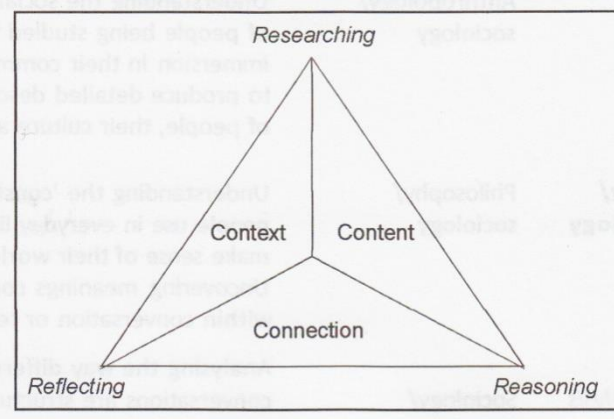 Researching
Context Content
Connection
Reflecting Reasoning